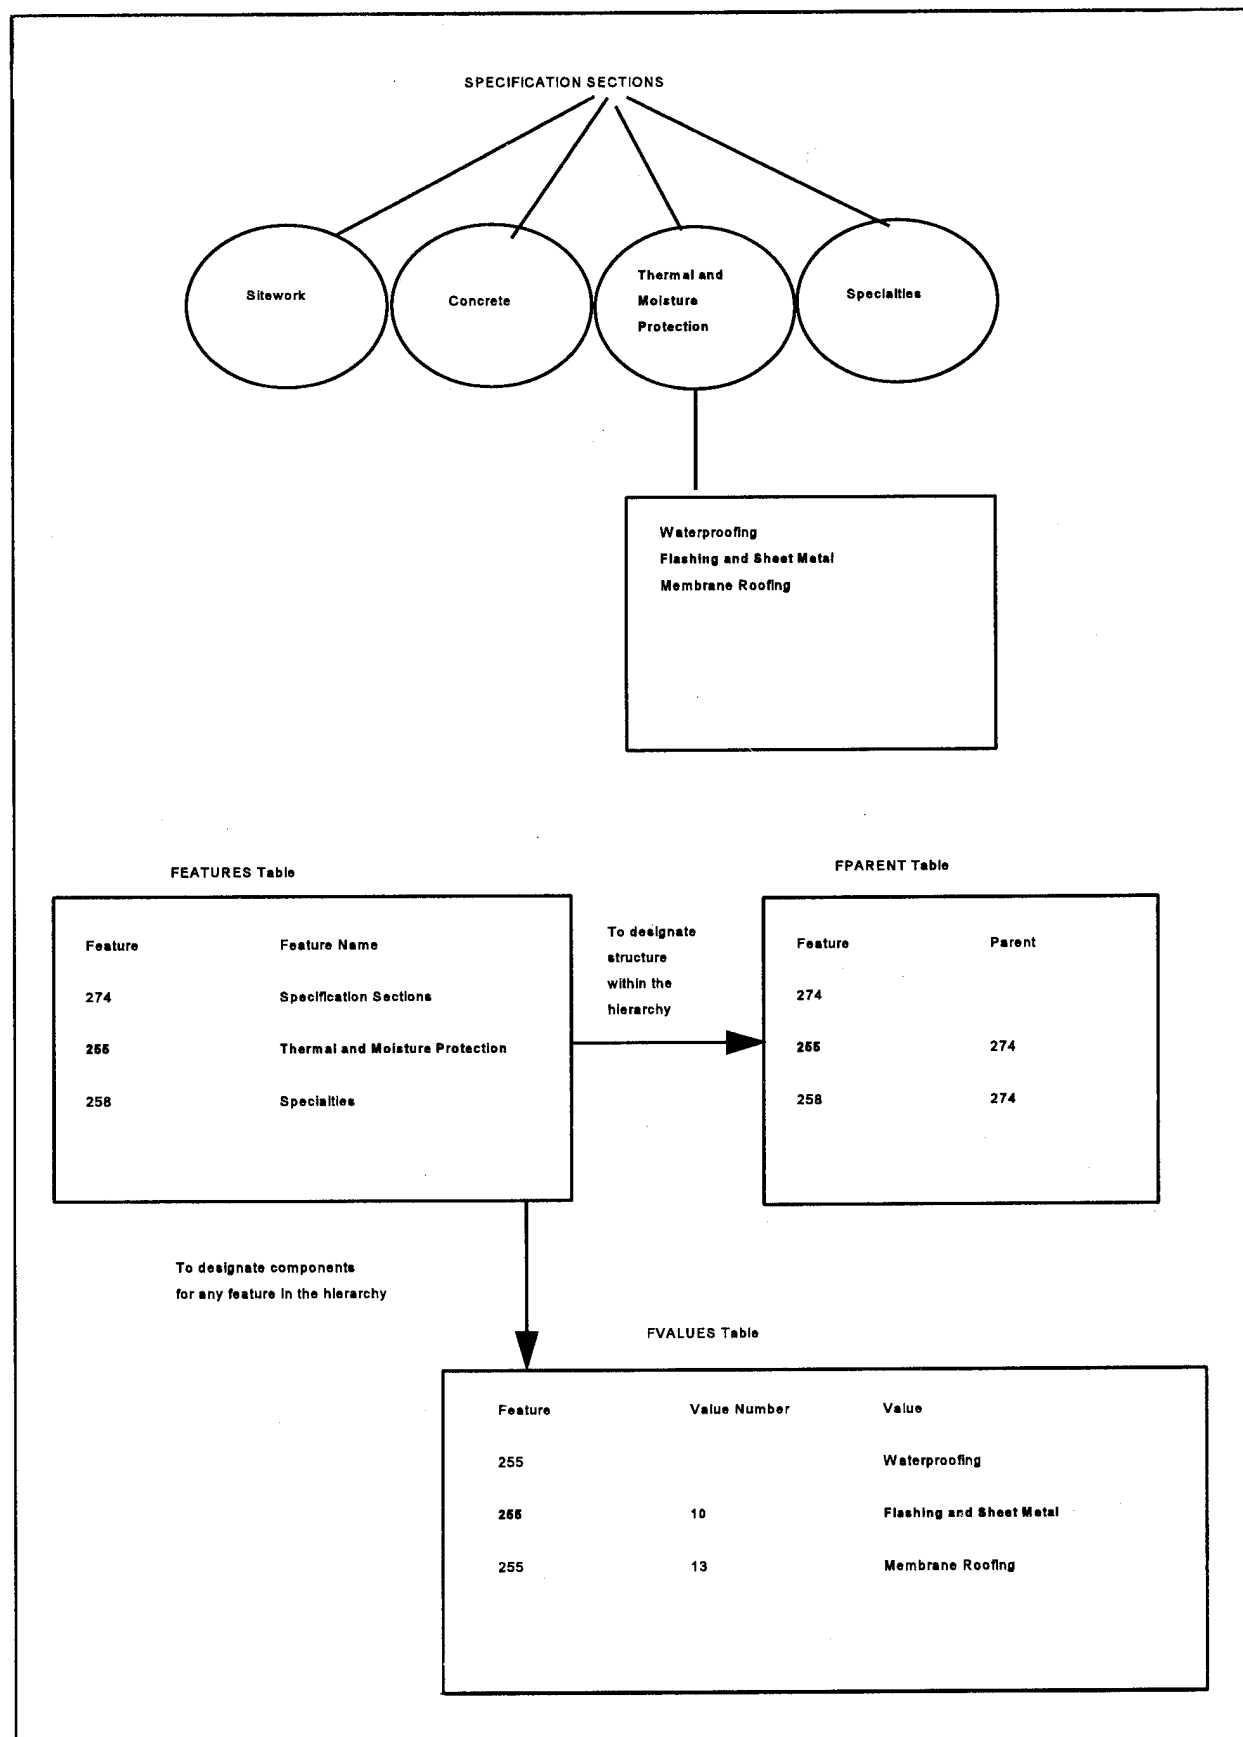 SPECIFICATION SECTIONS
Sitework
Concrete
Thermal and
Moisture
Protection
Specialties
Waterproofing
Flashing and Sheet Metal
Membrane Roofing
FEATURES Table
Feature Feature Name
274 Specification Sections
255 Thermal and Moisture Protection
258 Specialties
To designate
structure
within the
hierarchy
FPARENT Table
Feature Parent
274
255 274
258 274
To designate components
for any feature in the hierarchy
FVALUES Table
Feature Value Number Value
255 Waterproofing
255 10 Flashing and Sheet Metal
255 13 Membrane Roofing